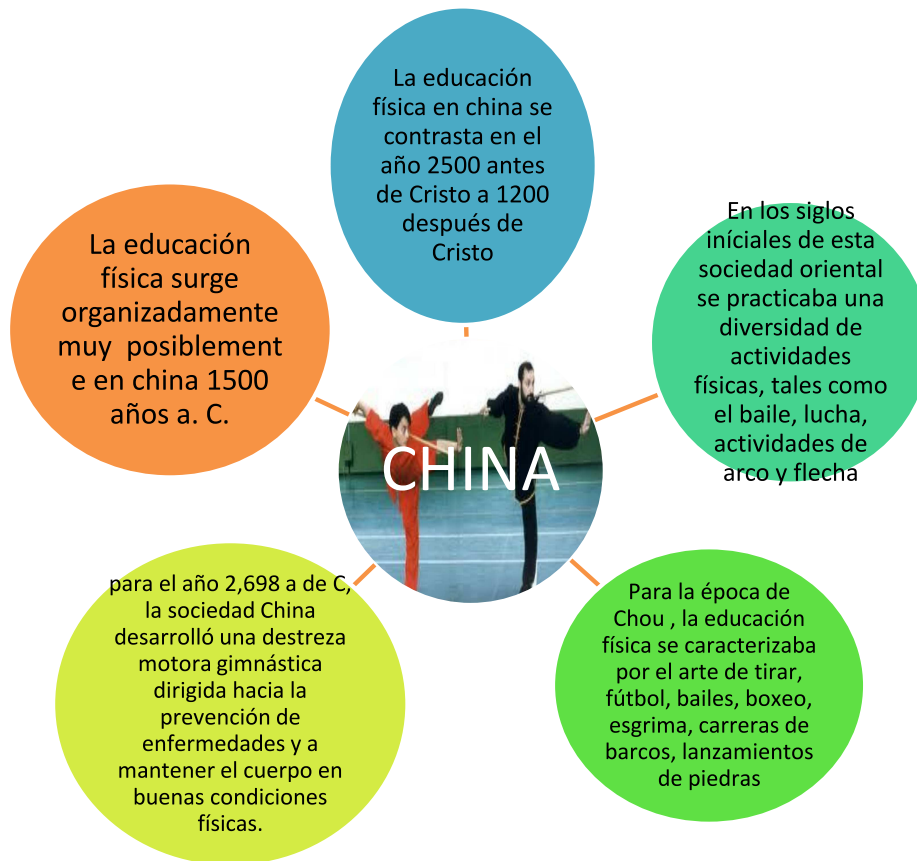 La educación
física en china se
contrasta en el
año 2500 antes
de Cristo a 1200
después de
Cristo
En los siglos
iníciales de esta
sociedad oriental
se practicaba una
diversidad de
actividades
físicas, tales como
el baile, lucha,
actividades de
arco y flecha
Para la época de
Chou , la educación
física se caracterizaba
por el arte de tirar,
fútbol, bailes, boxeo,
esgrima, carreras de
barcos, lanzamientos
de piedras
para el año 2,698 a de C,
la sociedad China
desarrolló una destreza
motora gimnástica
dirigida hacia la
prevención de
enfermedades y a
mantener el cuerpo en
buenas condiciones
físicas.
La educación
física surge
organizadamente
muy  posiblement
e en china 1500
años a. C.
CHINA